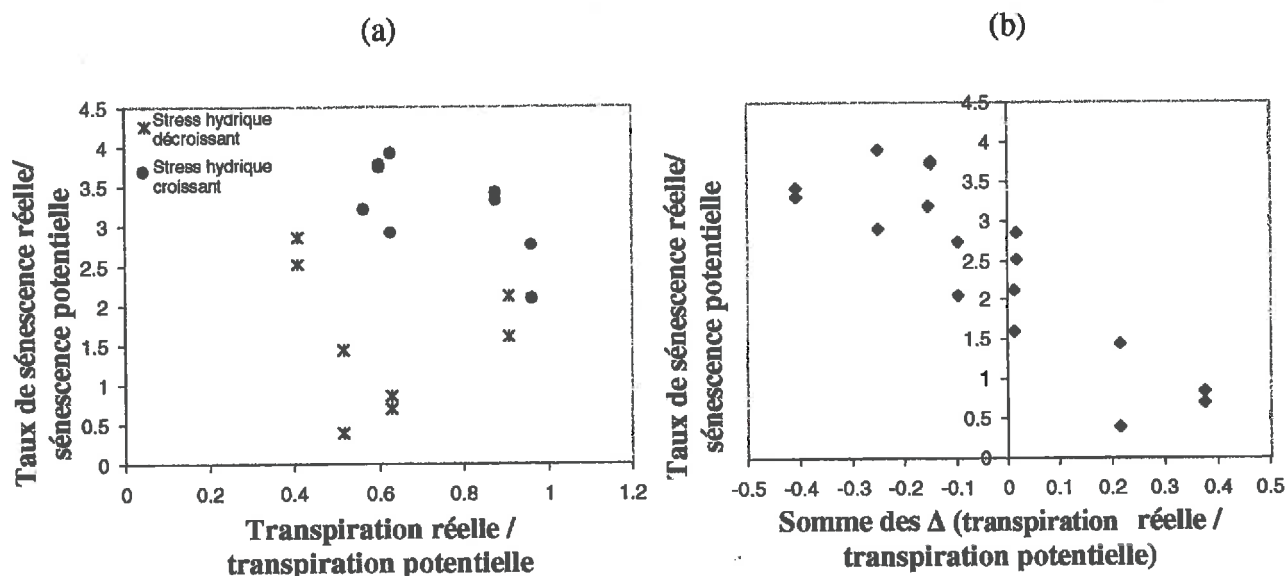 (a)
Taux de sénescence réelle/
sénescence potentielle
4.5
4
3.5
3
2.5
2
1.5
1
0.5
0
Stress hydrique
décroissant
Stress hydrique
croissant
0 0.2 0.4 0.6 0.8 1 1.2
Transpiration réelle /
transpiration potentielle
(b)
Taux de sénescence réelle/
sénescence potentielle
4.5
4
3.5
3
2.5
2
1.5
1
0.5
0
-0.5 -0.4 -0.3 -0.2 -0.1 0 0.1 0.2 0.3 0.4 0.5
Somme des Δ (transpiration réelle /
transpiration potentielle)